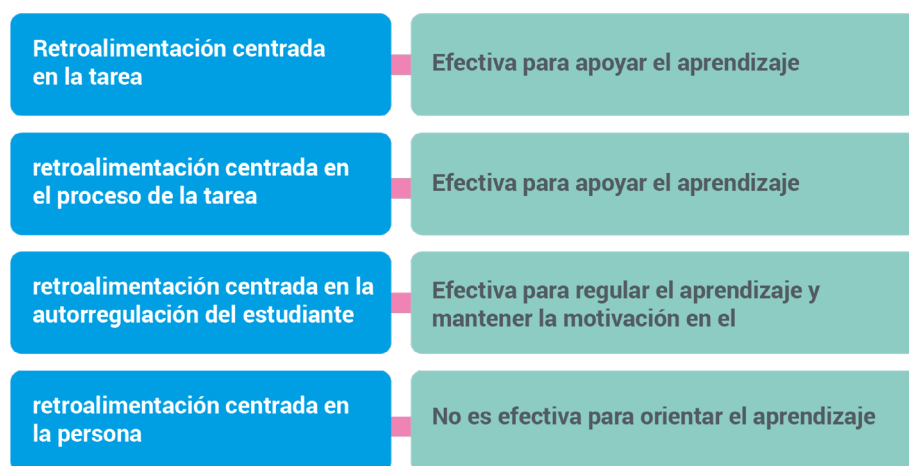 Retroalimentación centrada
en la tarea
Efectiva para apoyar el aprendizaje
retroalimentación centrada en
el proceso de la tarea
Efectiva para apoyar el aprendizaje
retroalimentación centrada en la
autorregulación del estudiante
Efectiva para regular el aprendizaje y
mantener la motivación en el
retroalimentación centrada en
la persona
No es efectiva para orientar el aprendizaje